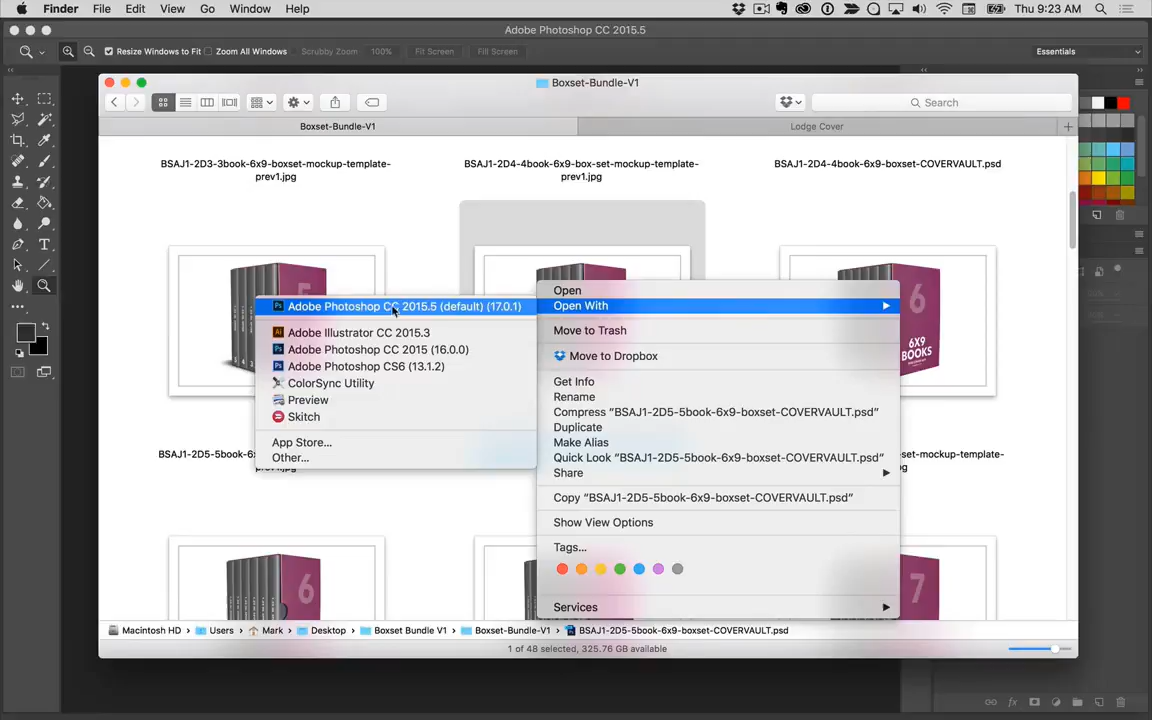 Finder File Edit View Go Window Help Thu 9:23 AM
Adobe Photoshop CC 2015.5
Resize Windows to Fit Zoom All Windows Scrubby Zoom 100% Fit Screen Fill Screen Essentials
Boxset-Bundle-V1
Search
Boxset-Bundle-V1 Lodge Cover
BSAJ1-2D3-3book-6x9-boxset-mockup-template-
prev1.jpg
BSAJ1-2D4-4book-6x9-box-set-mockup-template-
prev1.jpg
BSAJ1-2D4-4book-6x9-boxset-COVERVAULT.psd
5
6
6X9
BOOKS
Open
Open With
Move to Trash
Move to Dropbox
Get Info
Rename
Compress “BSAJ1-2D5-5book-6x9-boxset-COVERVAULT.psd”
Duplicate
Make Alias
Quick Look “BSAJ1-2D5-5book-6x9-boxset-COVERVAULT.psd”
Share
Copy “BSAJ1-2D5-5book-6x9-boxset-COVERVAULT.psd”
Show View Options
Tags...
Services
Adobe Photoshop CC 2015.5 (default) (17.0.1)
Adobe Illustrator CC 2015.3
Adobe Photoshop CC 2015 (16.0.0)
Adobe Photoshop CS6 (13.1.2)
ColorSync Utility
Preview
Skitch
App Store...
Other...
BSAJ1-2D5-5book-6
set-mockup-template-
6
7
Macintosh HD Users Mark Desktop Boxset Bundle V1 Boxset-Bundle-V1 BSAJ1-2D5-5book-6x9-boxset-COVERVAULT.psd
1 of 48 selected, 325.76 GB available
fx